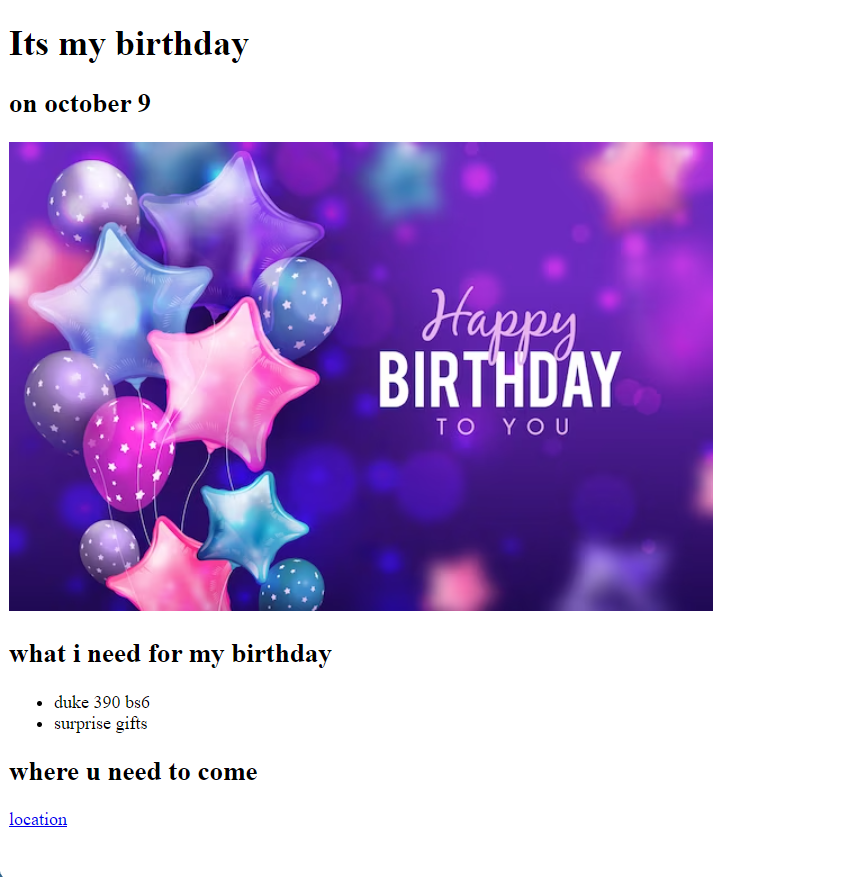 Its my birthday
on october 9
Happy
BIRTHDAY
TO YOU
what i need for my birthday
duke 390 bs6
surprise gifts
where u need to come
location